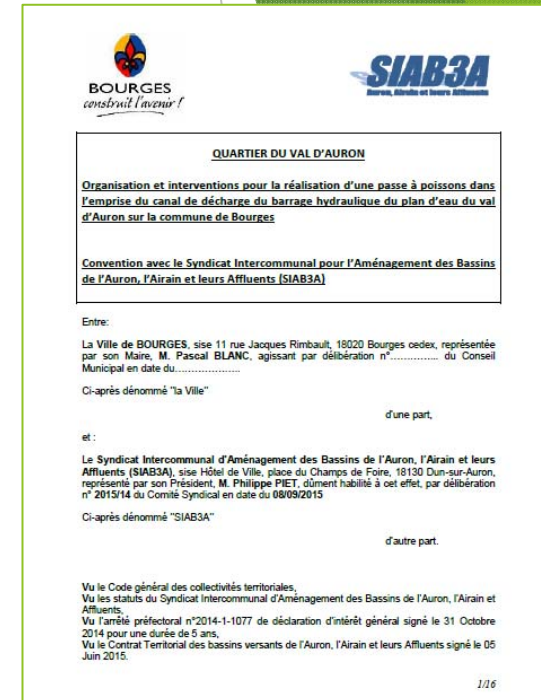 BOURGES
construit l'avenir !
SIAB3A
Auron, Airain et leurs Affluents
QUARTIER DU VAL D'AURON
Organisation et interventions pour la réalisation d'une passe à poissons dans
l'emprise du canal de décharge du barrage hydraulique du plan d'eau du val
d'Auron sur la commune de Bourges
Convention avec le Syndicat Intercommunal pour l'Aménagement des Bassins
de l'Auron, l'Airain et leurs Affluents (SIAB3A)
Entre:
La Ville de BOURGES, sise 11 rue Jacques Rimbault, 18020 Bourges cedex, représentée
par son Maire, M. Pascal BLANC, agissant par délibération n°.............. du Conseil
Municipal en date du....................
Ci-après dénommé "la Ville"
d'une part,
et :
Le Syndicat Intercommunal d'Aménagement des Bassins de l'Auron, l'Airain et leurs
Affluents (SIAB3A), sise Hôtel de Ville, place du Champs de Foire, 18130 Dun-sur-Auron,
représenté par son Président, M. Philippe PIET, dûment habilité à cet effet, par délibération
n° 2015/14 du Comité Syndical en date du 08/09/2015
Ci-après dénommé "SIAB3A"
d'autre part.
Vu le Code général des collectivités territoriales,
Vu les statuts du Syndicat Intercommunal d'Aménagement des Bassins de l'Auron, l'Airain et
Affluents,
Vu l'arrêté préfectoral n°2014-1-1077 de déclaration d'intérêt général signé le 31 Octobre
2014 pour une durée de 5 ans,
Vu le Contrat Territorial des bassins versants de l'Auron, l'Airain et leurs Affluents signé le 05
Juin 2015.
1/16